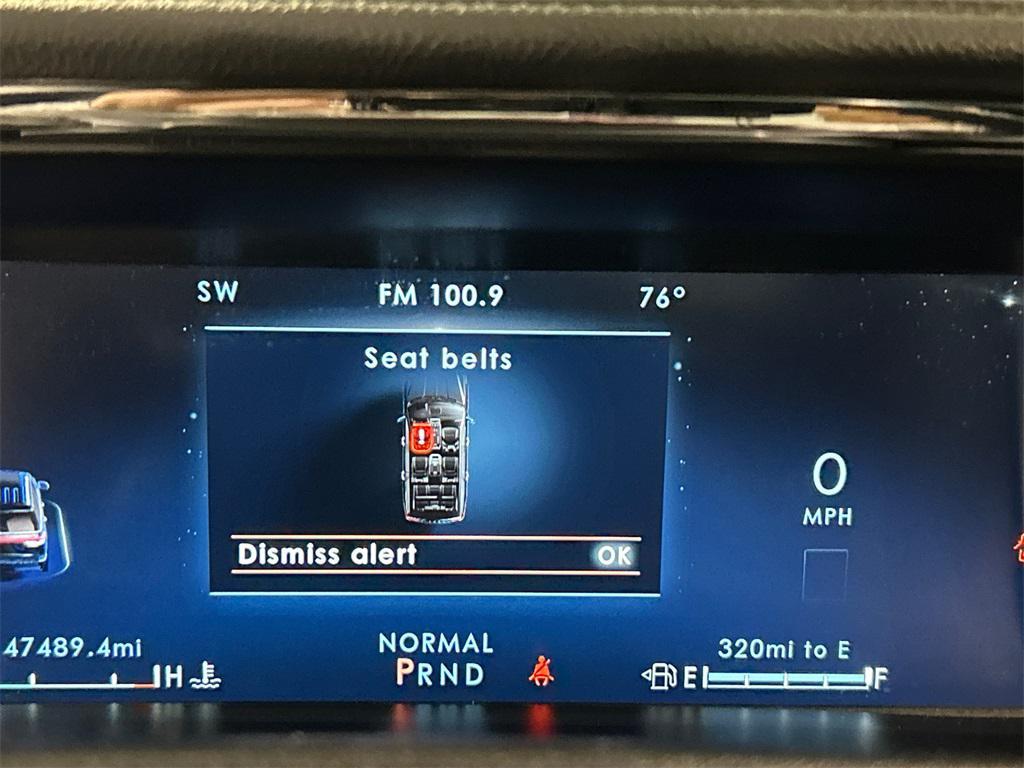 SW FM 100.9 76°
Seat belts
0
MPH
Dismiss alert OK
47489.4mi NORMAL 320mi to E
H PRND E F